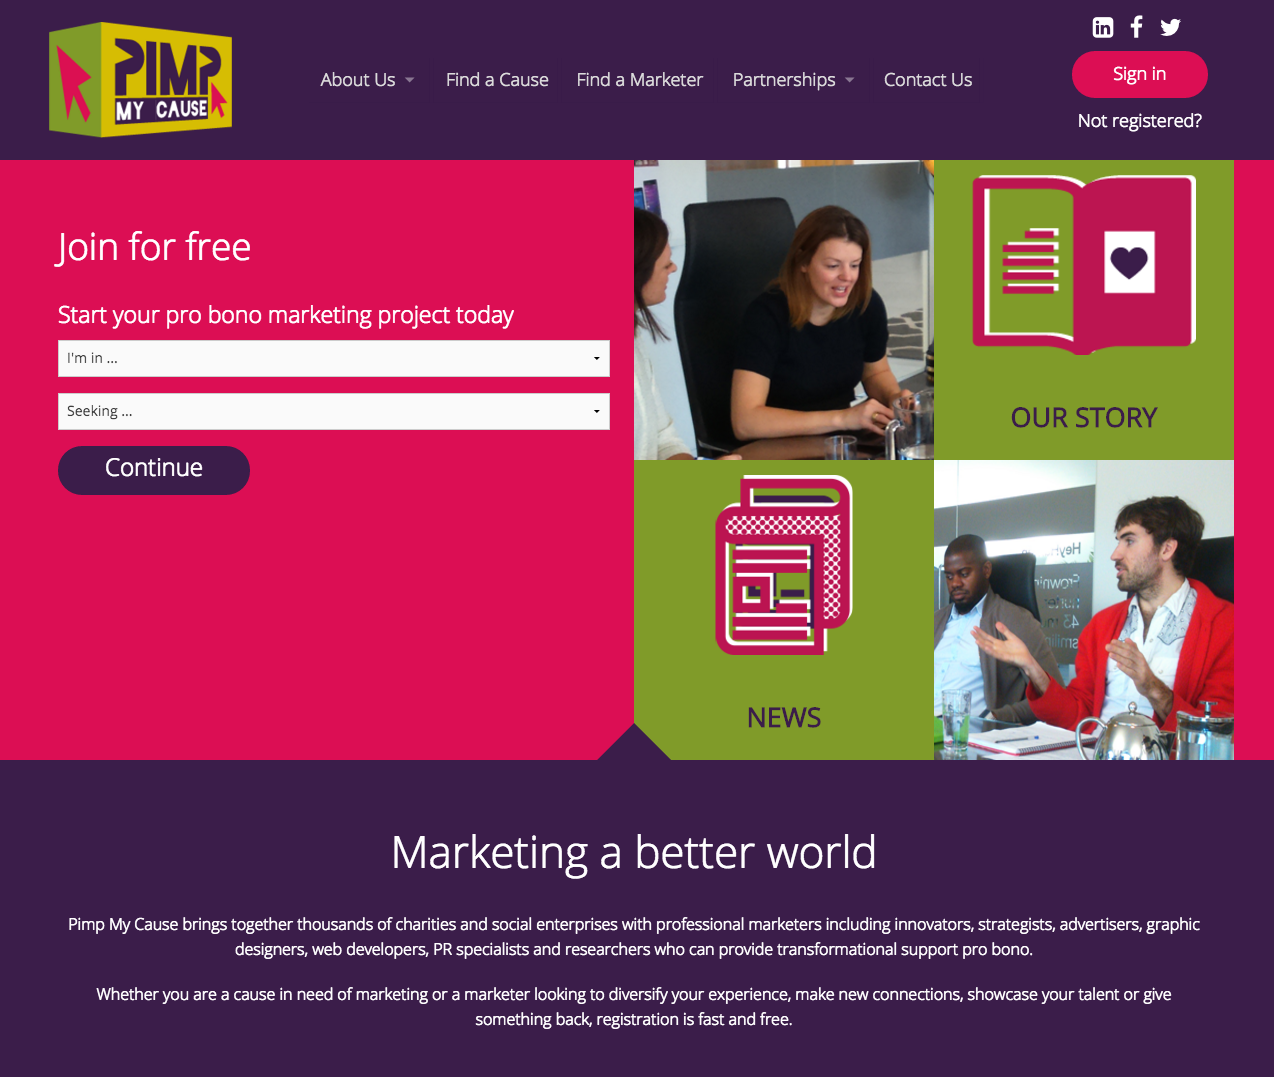 PIMP
MY CAUSE
About Us
Find a Cause
Find a Marketer
Partnerships
Contact Us
Sign in
Not registered?
Join for free
Start your pro bono marketing project today
I'm in ...
Seeking ...
Continue
OUR STORY
NEWS
Marketing a better world
Pimp My Cause brings together thousands of charities and social enterprises with professional marketers including innovators, strategists, advertisers, graphic
designers, web developers, PR specialists and researchers who can provide transformational support pro bono.
Whether you are a cause in need of marketing or a marketer looking to diversify your experience, make new connections, showcase your talent or give
something back, registration is fast and free.